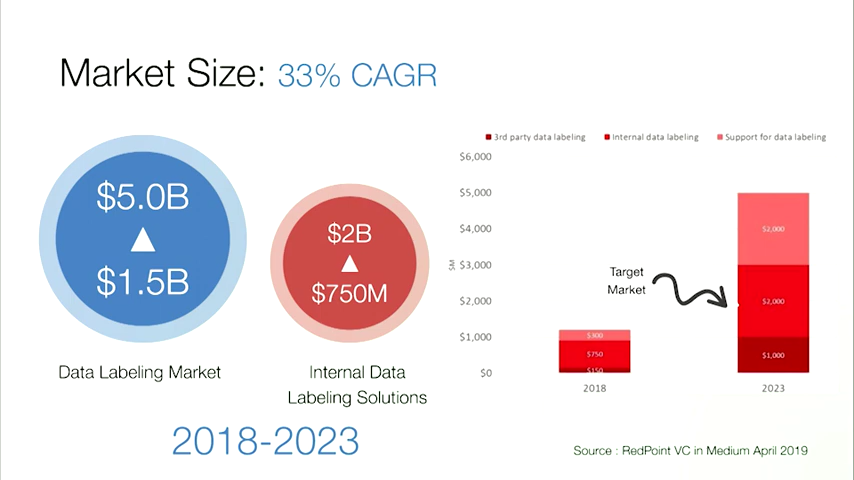 Market Size: 33% CAGR
$5.0B
$1.5B
Data Labeling Market
$2B
$750M
Internal Data
Labeling Solutions
2018-2023
3rd party data labeling
Internal data labeling
Support for data labeling
$M
$6,000
$5,000
$4,000
$3,000
$2,000
$1,000
$0
$300
$750
$150
2018
Target
Market
$2,000
$2,000
$1,000
2023
Source : RedPoint VC in Medium April 2019